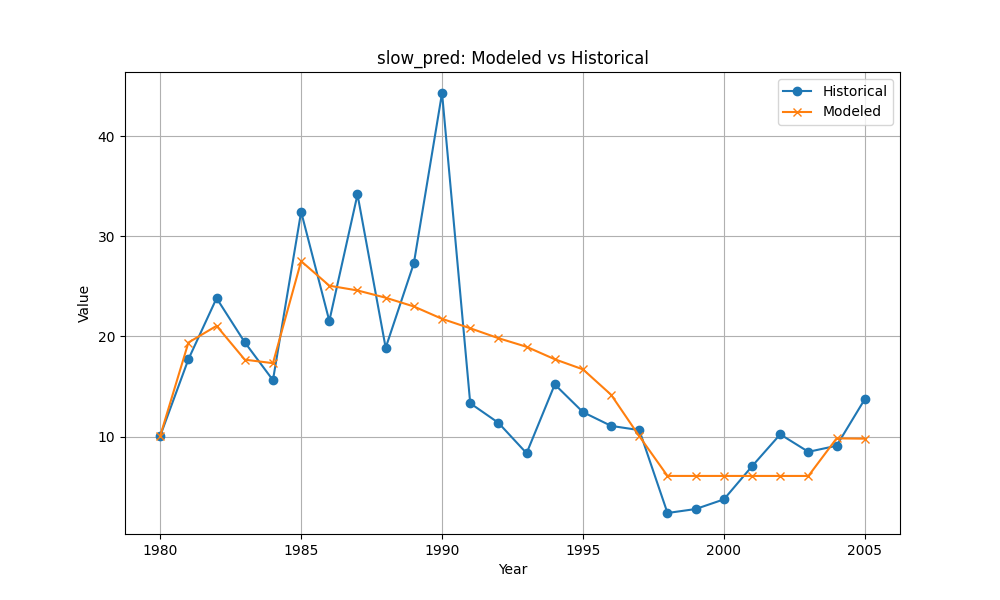 slow_pred: Modeled vs Historical
Historical
Modeled
Value
40
30
20
10
1980
1985
1990
1995
2000
2005
Year